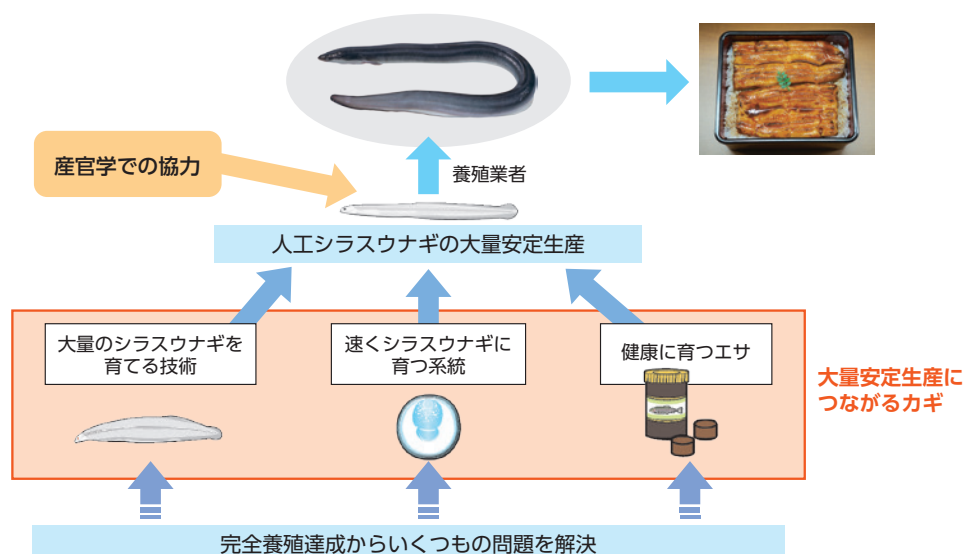 産官学での協力
養殖業者
人工シラスウナギの大量安定生産
大量のシラスウナギを
育てる技術
速くシラスウナギに
育つ系統
健康に育つエサ
大量安定生産に
つながるカギ
完全養殖達成からいくつもの問題を解決